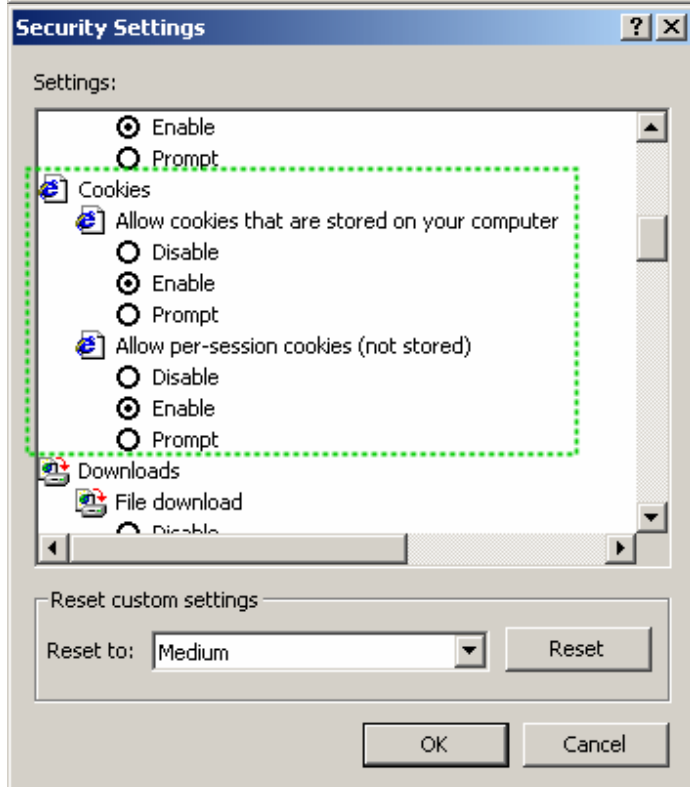 Security Settings
Settings:
Enable
Prompt
Cookies
Allow cookies that are stored on your computer
Disable
Enable
Prompt
Allow per-session cookies (not stored)
Disable
Enable
Prompt
Downloads
File download
Disable
Reset custom settings
Reset to: Medium Reset
OK Cancel